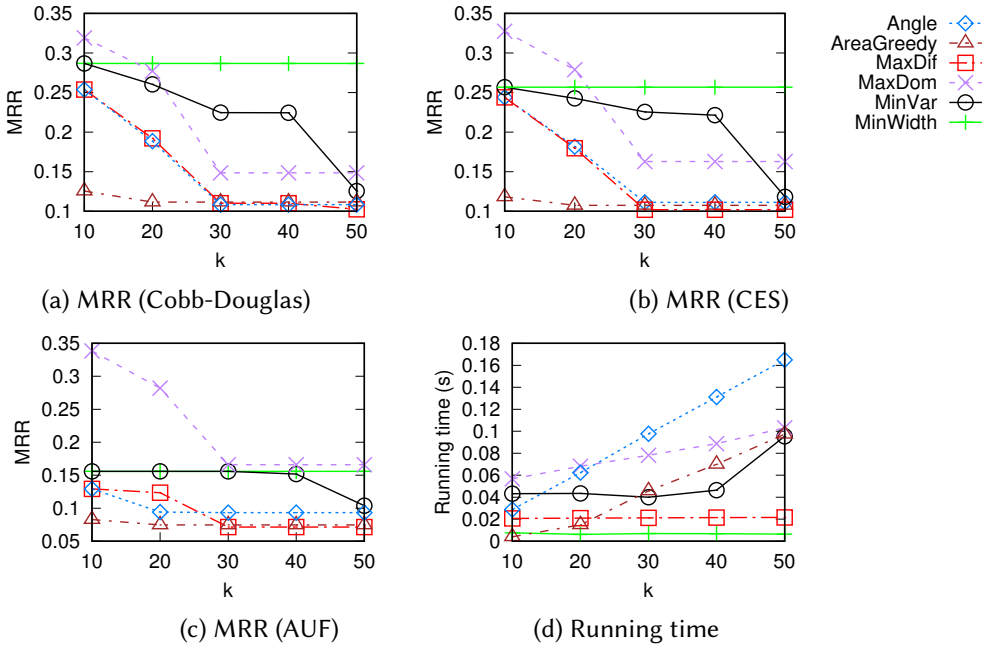 0.35
0.3
0.25
0.2
0.15
0.1
MRR
10 20 30 40 50
k
(a) MRR (Cobb-Douglas)
0.35
0.3
0.25
0.2
0.15
0.1
MRR
10 20 30 40 50
k
(b) MRR (CES)
Angle
AreaGreedy
MaxDif
MaxDom
MinVar
MinWidth
0.35
0.3
0.25
0.2
0.15
0.1
0.05
MRR
10 20 30 40 50
k
(c) MRR (AUF)
0.18
0.16
0.14
0.12
0.1
0.08
0.06
0.04
0.02
0
Running time (s)
10 20 30 40 50
k
(d) Running time